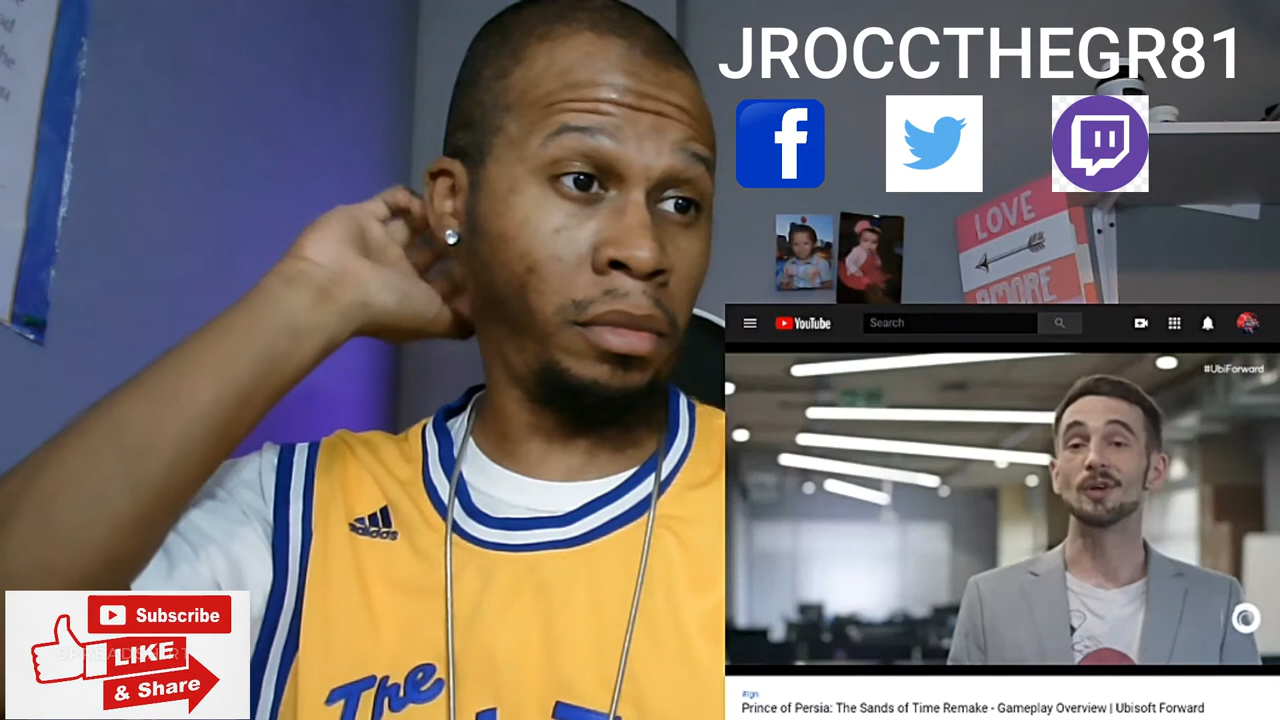 JROCCTHEGR81
LOVE
YouTube
Search
#UbiForward
adidas
The
Subscribe
LIKE
& Share
#ign
Prince of Persia: The Sands of Time Remake - Gameplay Overview | Ubisoft Forward